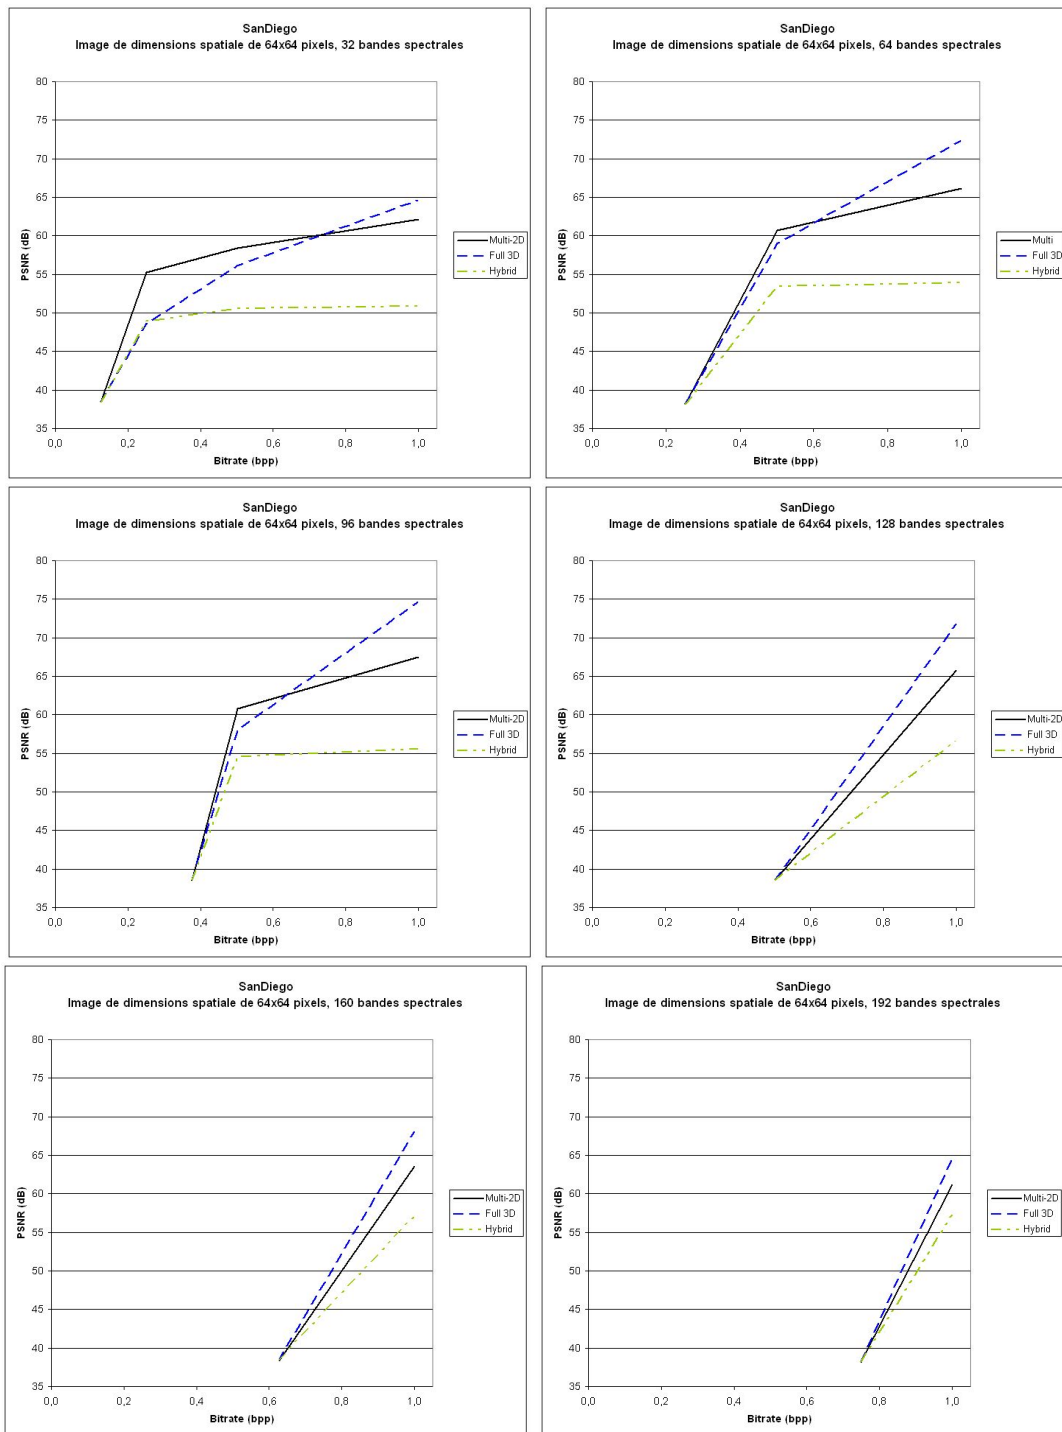 SanDiego
Image de dimensions spatiale de 64x64 pixels, 32 bandes spectrales
80
75
70
65
60
55
50
45
40
35
PSNR (dB)
0,0 0,2 0,4 0,6 0,8 1,0
Bitrate (bpp)
Multi-2D
Full 3D
Hybrid
SanDiego
Image de dimensions spatiale de 64x64 pixels, 64 bandes spectrales
80
75
70
65
60
55
50
45
40
35
PSNR (dB)
0,0 0,2 0,4 0,6 0,8 1,0
Bitrate (bpp)
Multi
Full 3D
Hybrid
SanDiego
Image de dimensions spatiale de 64x64 pixels, 96 bandes spectrales
80
75
70
65
60
55
50
45
40
35
PSNR (dB)
0,0 0,2 0,4 0,6 0,8 1,0
Bitrate (bpp)
Multi-2D
Full 3D
Hybrid
SanDiego
Image de dimensions spatiale de 64x64 pixels, 128 bandes spectrales
80
75
70
65
60
55
50
45
40
35
PSNR (dB)
0,0 0,2 0,4 0,6 0,8 1,0
Bitrate (bpp)
Multi-2D
Full 3D
Hybrid
SanDiego
Image de dimensions spatiale de 64x64 pixels, 160 bandes spectrales
80
75
70
65
60
55
50
45
40
35
PSNR (dB)
0,0 0,2 0,4 0,6 0,8 1,0
Bitrate (bpp)
Multi-2D
Full 3D
Hybrid
SanDiego
Image de dimensions spatiale de 64x64 pixels, 192 bandes spectrales
80
75
70
65
60
55
50
45
40
35
PSNR (dB)
0,0 0,2 0,4 0,6 0,8 1,0
Bitrate (bpp)
Multi-2D
Full 3D
Hybrid